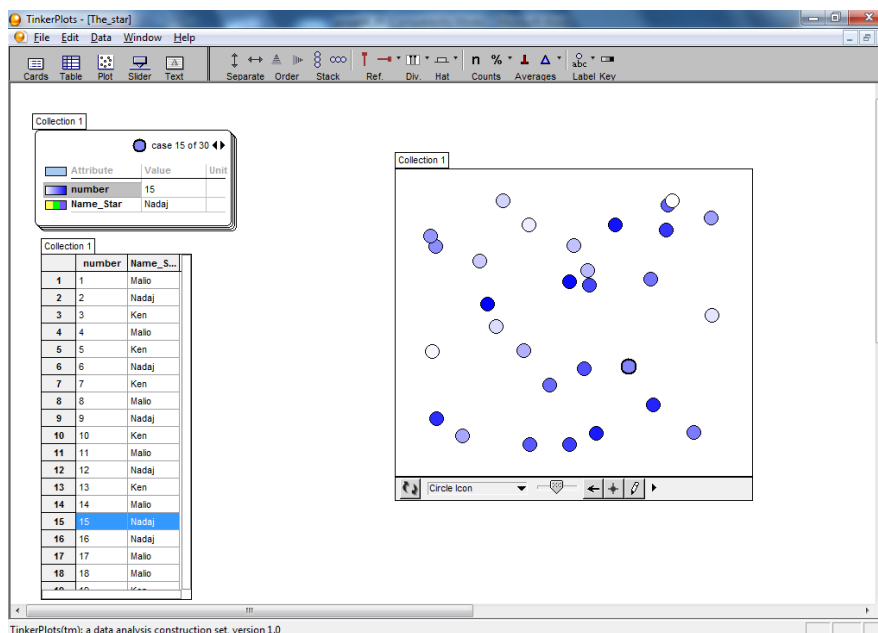 TinkerPlots - [The_star]
File Edit Data Window Help
Cards Table Plot Slider Text Separate Order Stack Ref. Div. Hat n % Counts Averages abc Label Key
Collection 1
case 15 of 30
Attribute Value Unit
number 15
Name_Star Nadaj
Collection 1
number Name_S...
1 1 Malio
2 2 Nadaj
3 3 Ken
4 4 Malio
5 5 Ken
6 6 Nadaj
7 7 Ken
8 8 Malio
9 9 Nadaj
10 10 Ken
11 11 Malio
12 12 Nadaj
13 13 Ken
14 14 Malio
15 15 Nadaj
16 16 Nadaj
17 17 Malio
18 18 Malio
19 19 Ken
Collection 1
Circle Icon
TinkerPlots(tm): a data analysis construction set, version 1.0